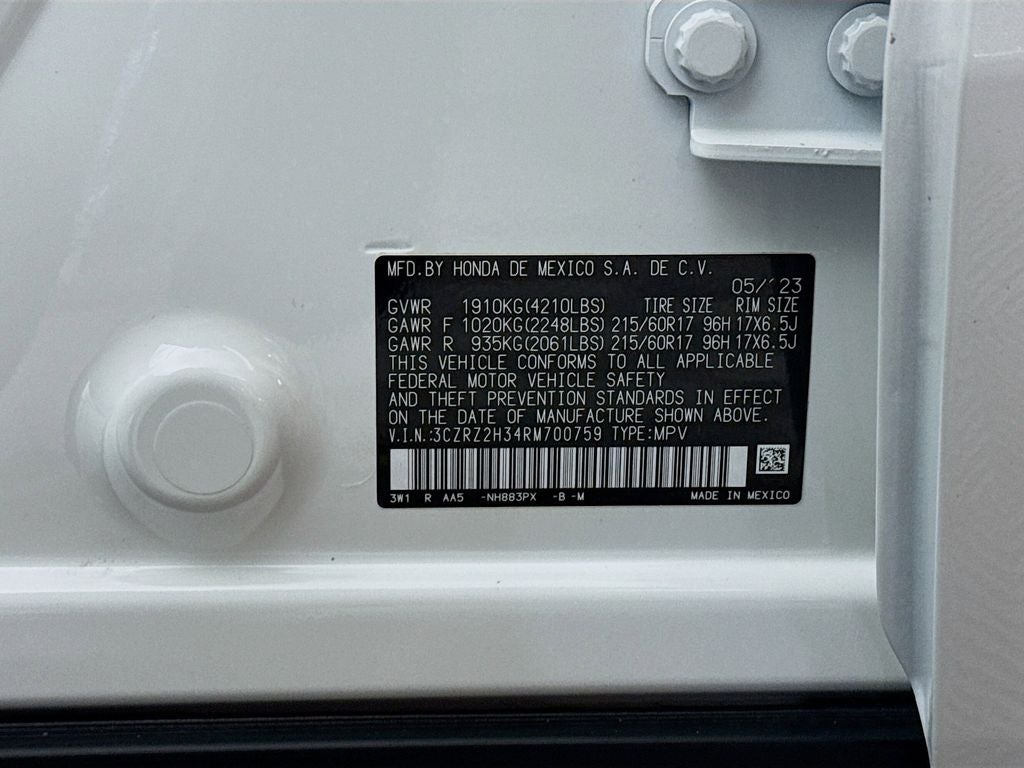 MFD.BY HONDA DE MEXICO S.A. DE C.V.
05/'23
GVWR 1910KG(4210LBS) TIRE SIZE RIM SIZE
GAWR F 1020KG(2248LBS) 215/60R17 96H 17X6.5J
GAWR R 935KG(2061LBS) 215/60R17 96H 17X6.5J
THIS VEHICLE CONFORMS TO ALL APPLICABLE
FEDERAL MOTOR VEHICLE SAFETY
AND THEFT PREVENTION STANDARDS IN EFFECT
ON THE DATE OF MANUFACTURE SHOWN ABOVE.
V.I.N.:3CZRZ2H34RM700759 TYPE:MPV
3W1 R AA5 -NH883PX -B -M MADE IN MEXICO